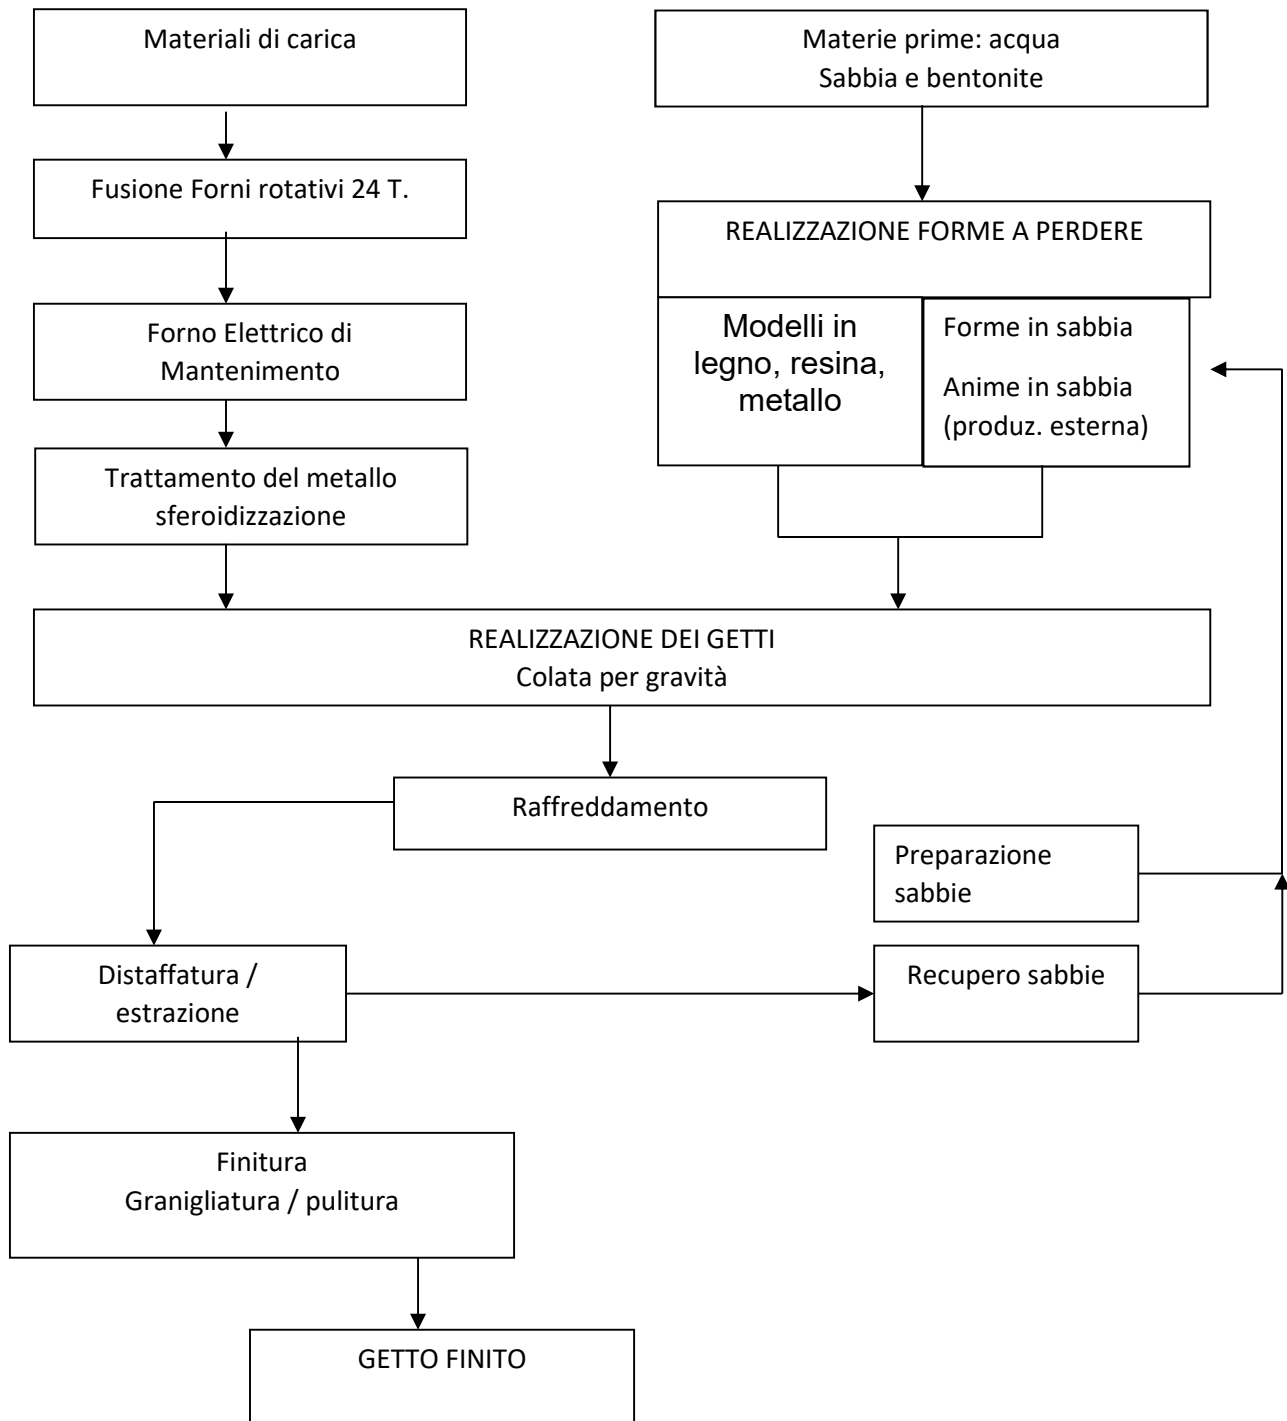 Materiali di carica
Materie prime: acqua
Sabbia e bentonite
Fusione Forni rotativi 24 T.
REALIZZAZIONE FORME A PERDERE
Forno Elettrico di
Mantenimento
Modelli in
legno, resina,
metallo
Forme in sabbia
Anime in sabbia
(produz. esterna)
Trattamento del metallo
sferoidizzazione
REALIZZAZIONE DEI GETTI
Colata per gravità
Raffreddamento
Preparazione
sabbie
Distaffatura /
estrazione
Recupero sabbie
Finitura
Granigliatura / pulitura
GETTO FINITO